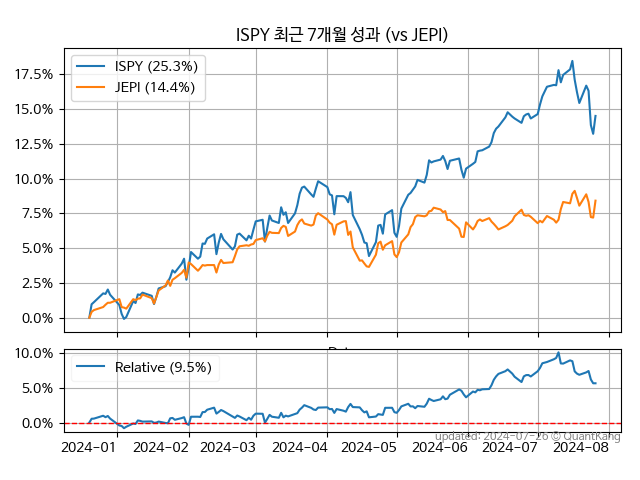 ISPY 최근 7개월 성과 (vs JEPI)
ISPY (25.3%)
JEPI (14.4%)
17.5%
15.0%
12.5%
10.0%
7.5%
5.0%
2.5%
0.0%
10.0%
5.0%
0.0%
Relative (9.5%)
updated: 2024-07-26 © QuantKang
2024-01 2024-02 2024-03 2024-04 2024-05 2024-06 2024-07 2024-08